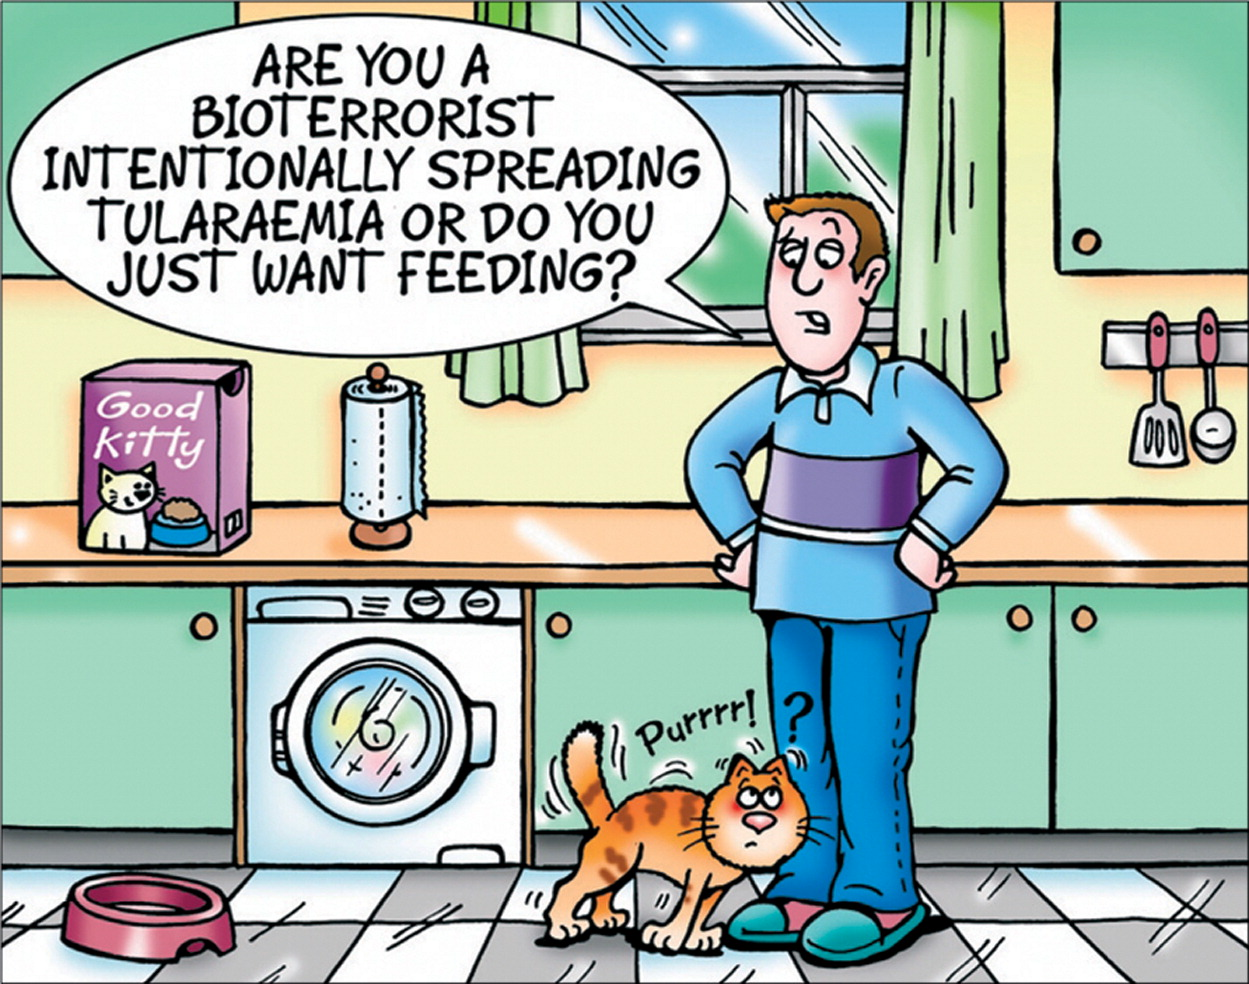 ARE YOU A
BIOTERRORIST
INTENTIONALLY SPREADING
TULARAEMIA OR DO YOU
JUST WANT FEEDING?
Good
Kitty
Purrrr!
?